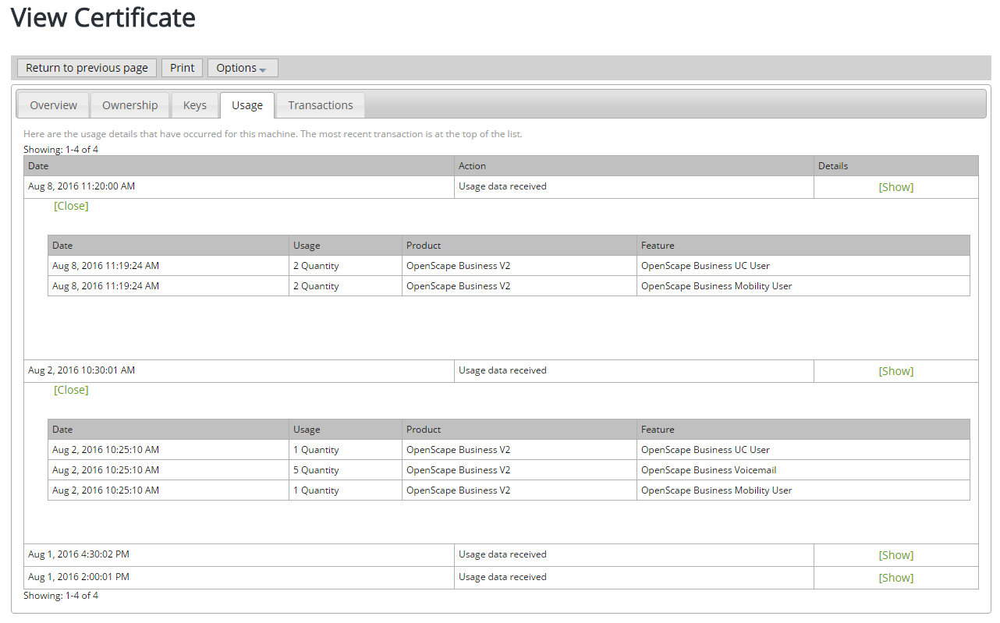 View Certificate
Return to previous page Print Options
Overview Ownership Keys Usage Transactions
Here are the usage details that have occurred for this machine. The most recent transaction is at the top of the list.
Showing: 1-4 of 4
Date Action Details
Aug 8, 2016 11:20:00 AM Usage data received [Show]
[Close]
Date Usage Product Feature
Aug 8, 2016 11:19:24 AM 2 Quantity OpenScape Business V2 OpenScape Business UC User
Aug 8, 2016 11:19:24 AM 2 Quantity OpenScape Business V2 OpenScape Business Mobility User
Aug 2, 2016 10:30:01 AM Usage data received [Show]
[Close]
Date Usage Product Feature
Aug 2, 2016 10:25:10 AM 1 Quantity OpenScape Business V2 OpenScape Business UC User
Aug 2, 2016 10:25:10 AM 5 Quantity OpenScape Business V2 OpenScape Business Voicemail
Aug 2, 2016 10:25:10 AM 1 Quantity OpenScape Business V2 OpenScape Business Mobility User
Aug 1, 2016 4:30:02 PM Usage data received [Show]
Aug 1, 2016 2:00:01 PM Usage data received [Show]
Showing: 1-4 of 4